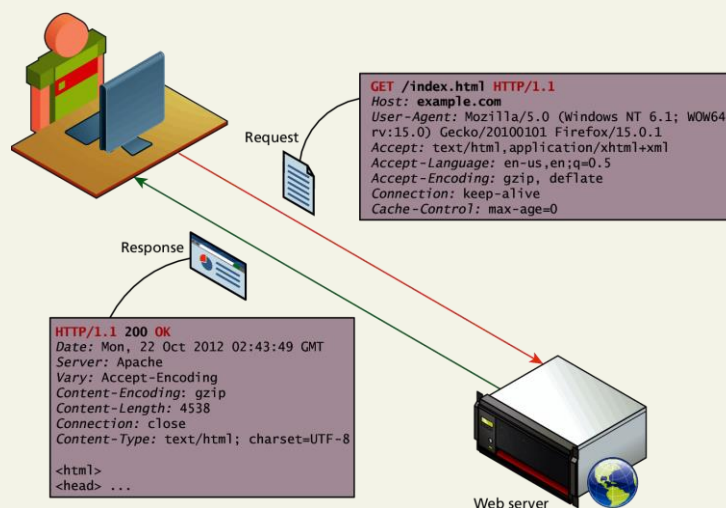 Request
GET /index.html HTTP/1.1
Host: example.com
User-Agent: Mozilla/5.0 (Windows NT 6.1; WOW64
rv:15.0) Gecko/20100101 Firefox/15.0.1
Accept: text/html,application/xhtml+xml
Accept-Language: en-us,en;q=0.5
Accept-Encoding: gzip, deflate
Connection: keep-alive
Cache-Control: max-age=0
Response
HTTP/1.1 200 OK
Date: Mon, 22 Oct 2012 02:43:49 GMT
Server: Apache
Vary: Accept-Encoding
Content-Encoding: gzip
Content-Length: 4538
Connection: close
Content-Type: text/html; charset=UTF-8
<html>
<head> ...
Web server